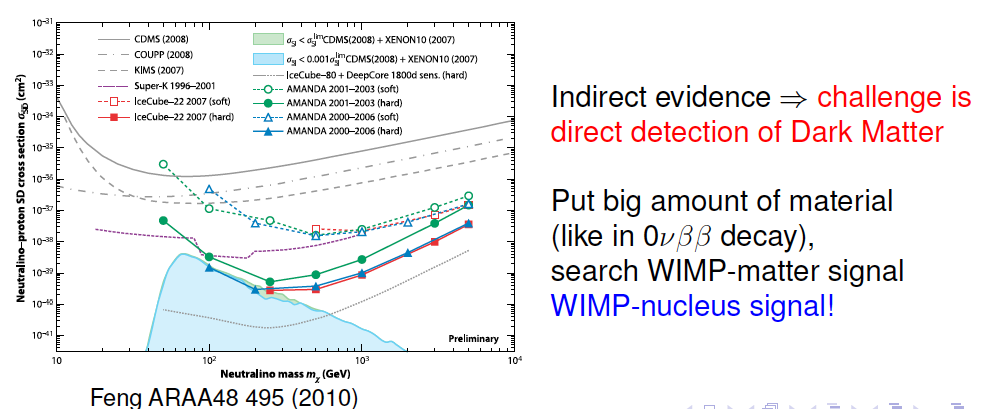 10⁻³¹
10⁻³²
10⁻³³
10⁻³⁴
10⁻³⁵
10⁻³⁶
10⁻³⁷
10⁻³⁸
10⁻³⁹
10⁻⁴⁰
10⁻⁴¹
Neutralino–proton SD cross section σSD (cm²)
CDMS (2008)
COUPP (2008)
KIMS (2007)
Super-K 1996–2001
IceCube–22 2007 (soft)
IceCube–22 2007 (hard)
σSI < σSI^lim CDMS(2008) + XENON10 (2007)
σSI < 0.001σSI^lim CDMS(2008) + XENON10 (2007)
IceCube–80 + DeepCore 1800d sens. (hard)
AMANDA 2001–2003 (soft)
AMANDA 2001–2003 (hard)
AMANDA 2000–2006 (soft)
AMANDA 2000–2006 (hard)
Preliminary
10
10²
10³
10⁴
Neutralino mass mχ (GeV)
Feng ARAA48 495 (2010)
Indirect evidence ⇒ challenge is
direct detection of Dark Matter
Put big amount of material
(like in 0νββ decay),
search WIMP-matter signal
WIMP-nucleus signal!